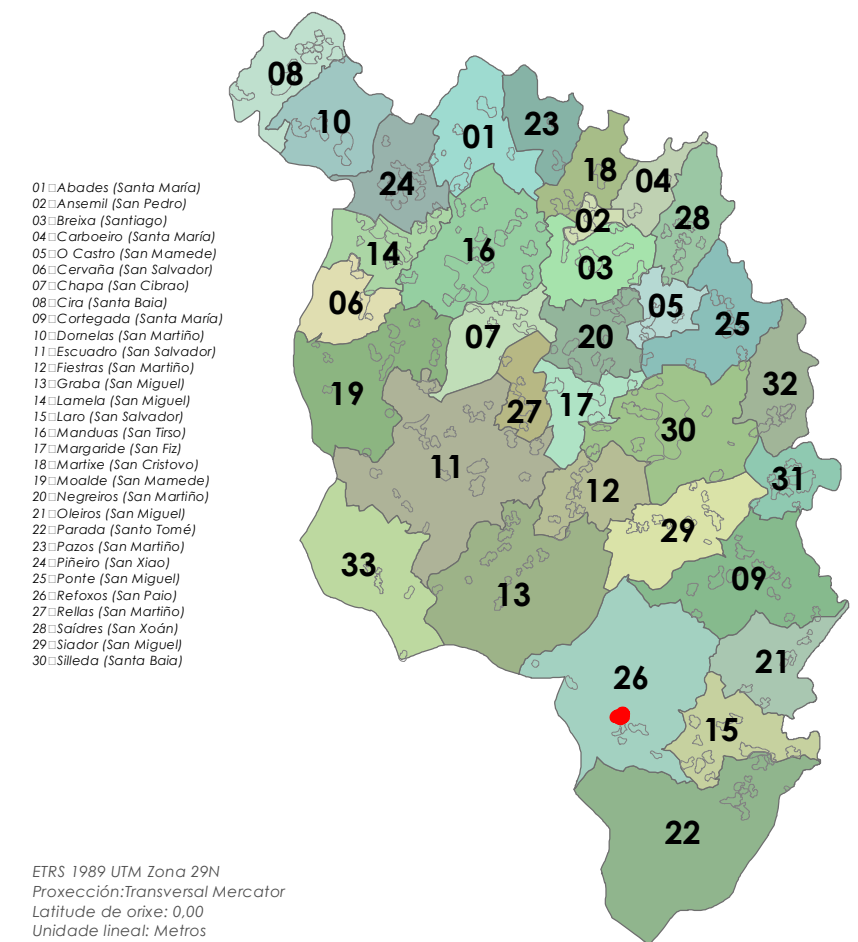 08
10
01
23
24
18
04
02
28
14
16
03
06
05
07
20
25
19
27
17
32
30
11
12
31
29
33
13
09
26
21
15
22
01□Abades (Santa María)
02□Ansemil (San Pedro)
03□Breixa (Santiago)
04□Carboeiro (Santa María)
05□O Castro (San Mamede)
06□Cervaña (San Salvador)
07□Chapa (San Cibrao)
08□Cira (Santa Baia)
09□Cortegada (Santa María)
10□Dornelas (San Martiño)
11□Escuadro (San Salvador)
12□Fiestras (San Martiño)
13□Graba (San Miguel)
14□Lamela (San Miguel)
15□Laro (San Salvador)
16□Manduas (San Tirso)
17□Margaride (San Fiz)
18□Martixe (San Cristovo)
19□Moalde (San Mamede)
20□Negreiros (San Martiño)
21□Oleiros (San Miguel)
22□Parada (Santo Tomé)
23□Pazos (San Martiño)
24□Piñeiro (San Xiao)
25□Ponte (San Miguel)
26□Refoxos (San Paio)
27□Rellas (San Martiño)
28□Saídres (San Xoán)
29□Siador (San Miguel)
30□Silleda (Santa Baia)
ETRS 1989 UTM Zona 29N
Proxección:Transversal Mercator
Latitude de orixe: 0,00
Unidade lineal: Metros